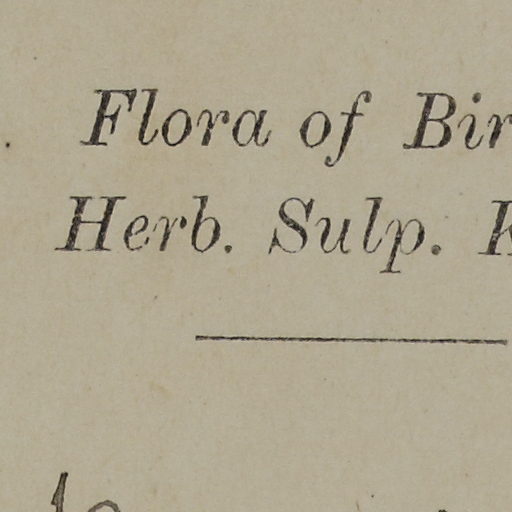 Flora of Bir
Herb. Sulp. K